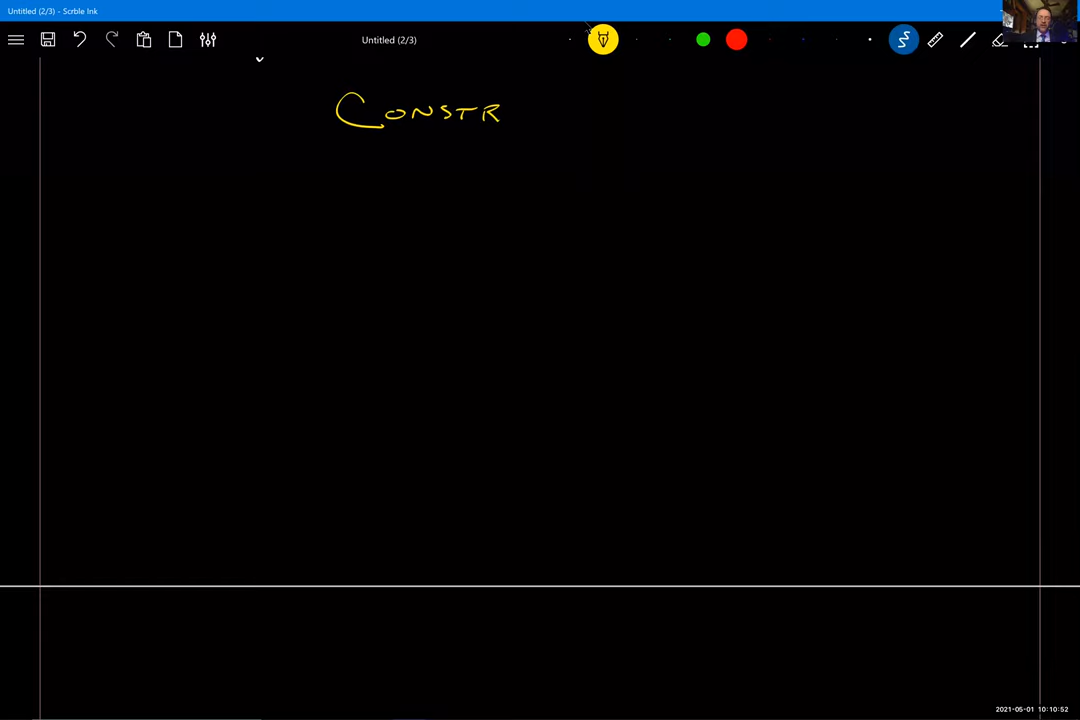 Untitled (2/3) - Scrble Ink
Untitled (2/3)
CONSTR
2021-05-01 10:10:52